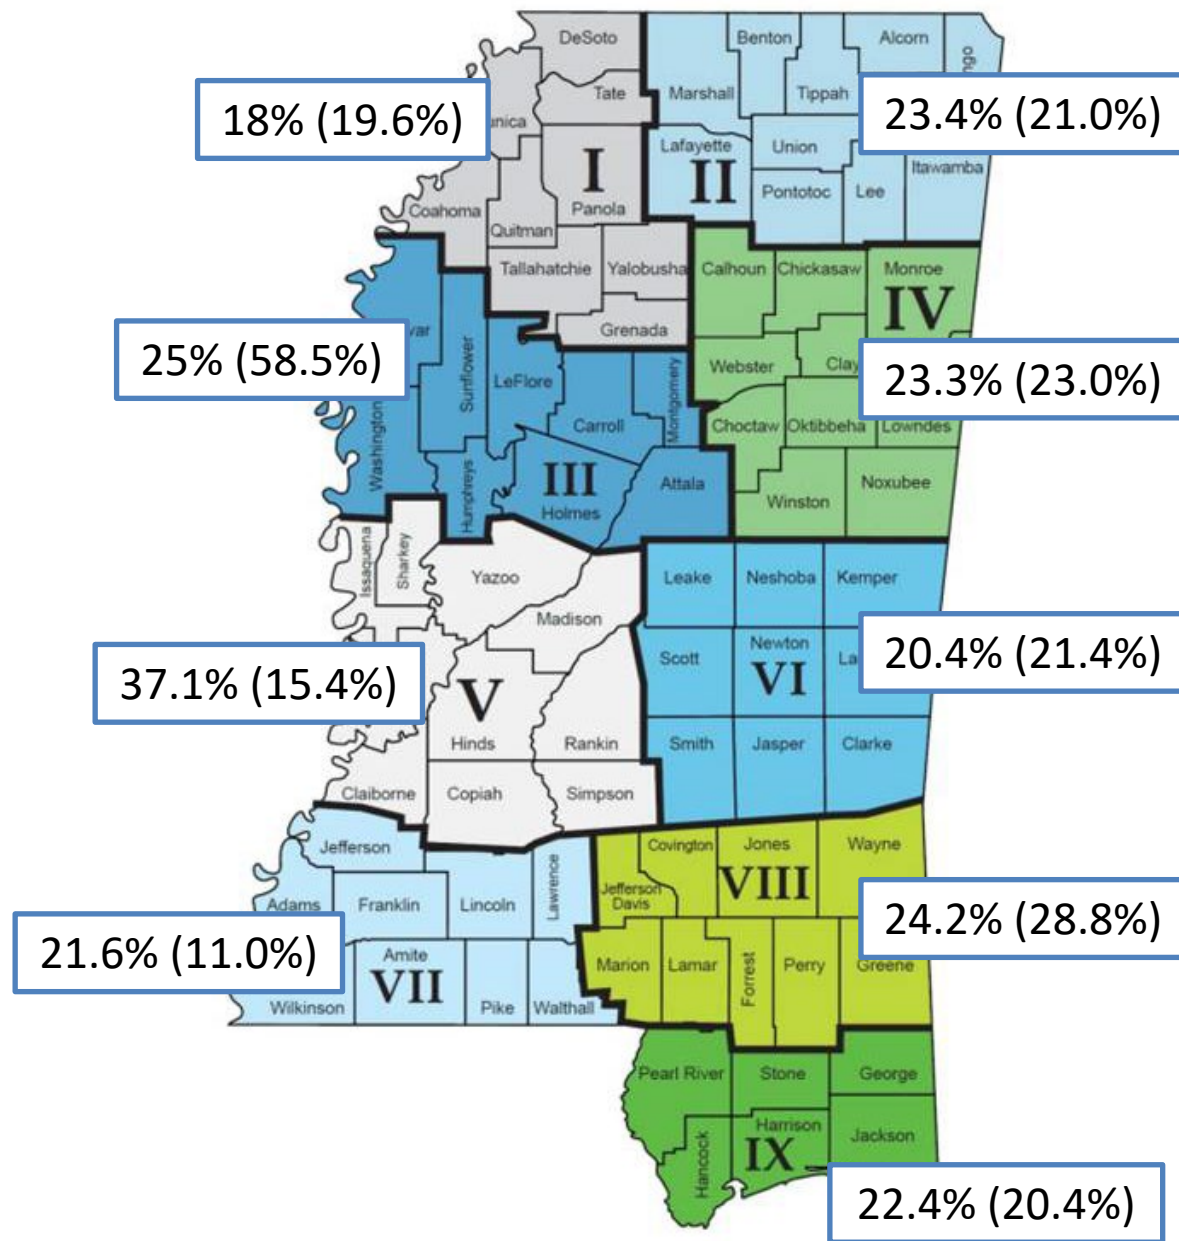 DeSoto
Benton
Alcorn
Tate
Marshall
Tippah
18% (19.6%)
23.4% (21.0%)
Lafayette
Union
I
II
Itawamba
Coahoma
Panola
Pontotoc
Lee
Quitman
Tallahatchie
Yalobusha
Calhoun
Chickasaw
Monroe
IV
Grenada
25% (58.5%)
Sunflower
LeFlore
Webster
Clay
23.3% (23.0%)
Washington
Carroll
Montgomery
Choctaw
Oktibbeha
Lowndes
Humphreys
III
Holmes
Attala
Winston
Noxubee
Issaquena
Sharkey
Yazoo
Leake
Neshoba
Kemper
Madison
37.1% (15.4%)
Scott
Newton
20.4% (21.4%)
V
VI
Hinds
Rankin
Smith
Jasper
Clarke
Claiborne
Copiah
Simpson
Jefferson
Covington
Jones
Wayne
Lawrence
VIII
Adams
Franklin
Lincoln
Jefferson
Davis
21.6% (11.0%)
24.2% (28.8%)
Amite
VII
Marion
Lamar
Forrest
Perry
Greene
Wilkinson
Pike
Walthall
Pearl River
Stone
George
Hancock
Harrison
Jackson
IX
22.4% (20.4%)